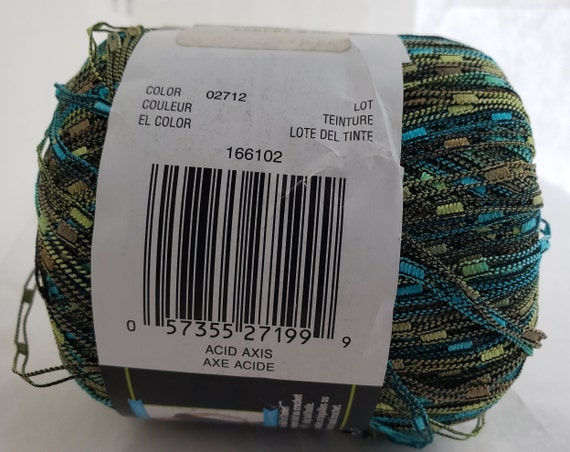 COLOR 02712
COULEUR
EL COLOR
LOT
TEINTURE
LOTE DEL TINTE
166102
0 57355 27199 9
ACID AXIS
AXE ACIDE